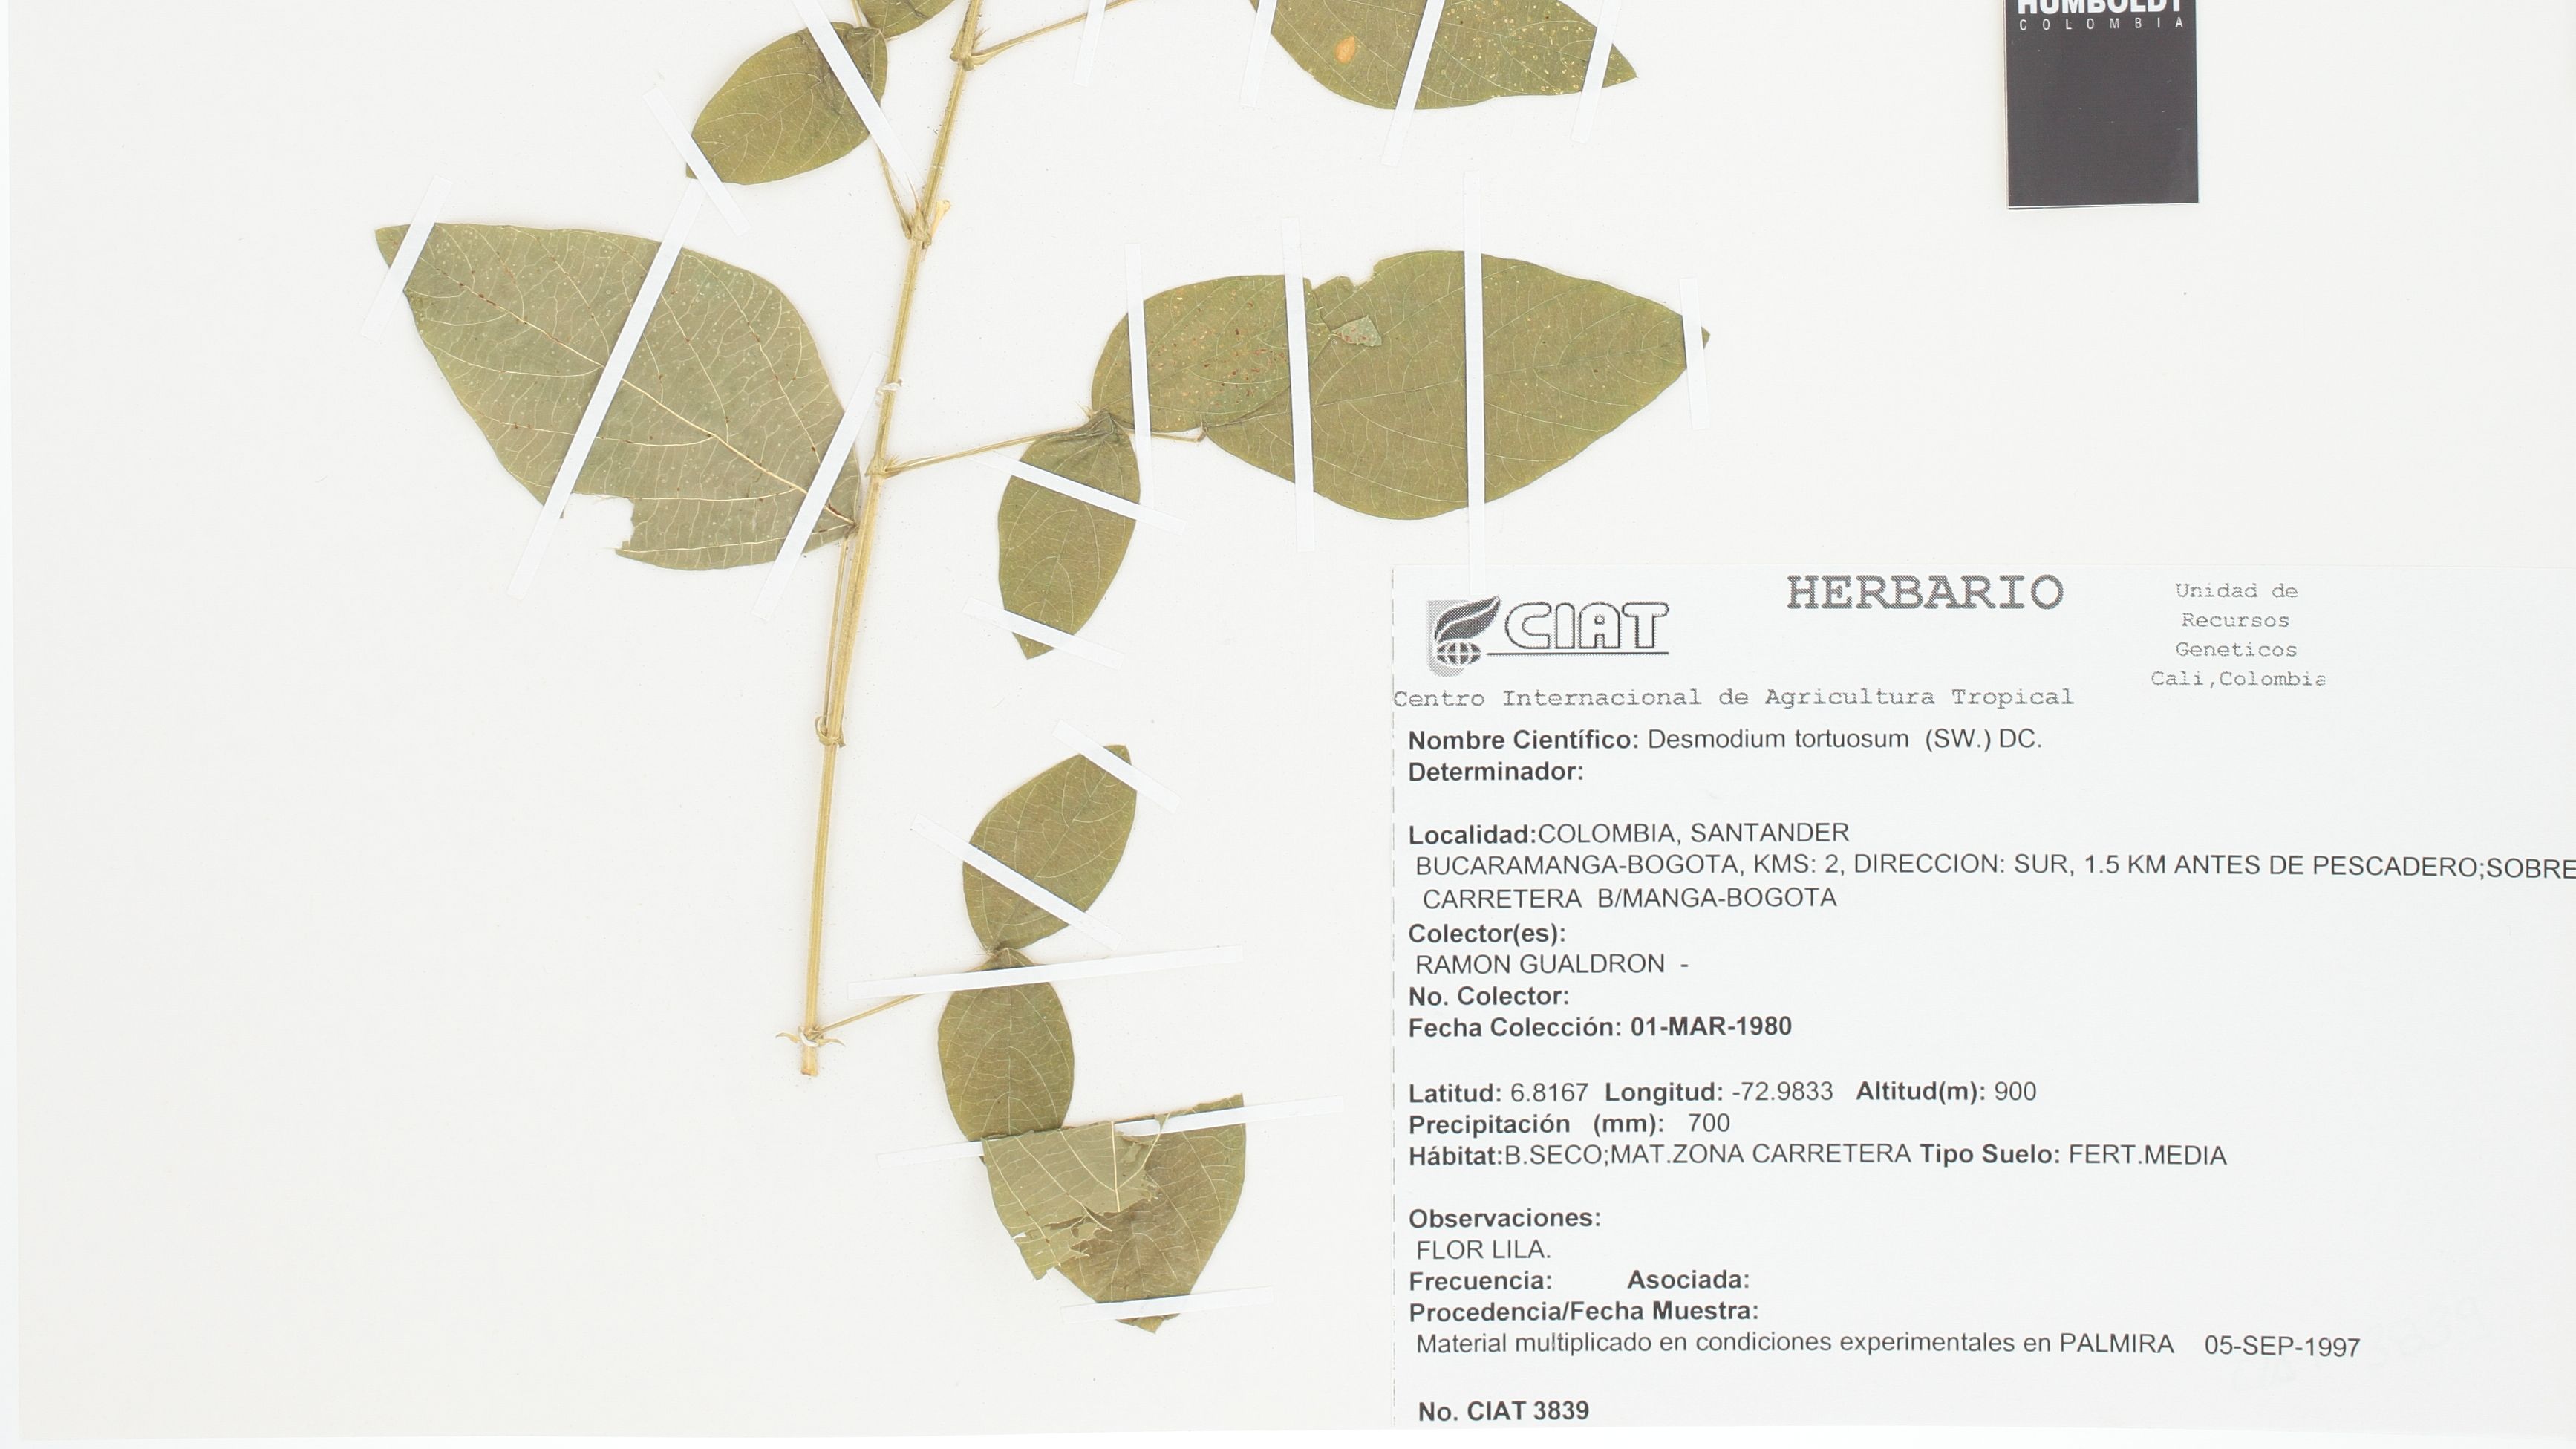 HUMBOLDT
COLOMBIA
CIAT
HERBARIO
Unidad de
Recursos
Geneticos
Cali,Colombia
Centro Internacional de Agricultura Tropical
Nombre Científico: Desmodium tortuosum (SW.) DC.
Determinador:
Localidad:COLOMBIA, SANTANDER
BUCARAMANGA-BOGOTA, KMS: 2, DIRECCION: SUR, 1.5 KM ANTES DE PESCADERO;SOBRE
CARRETERA B/MANGA-BOGOTA
Colector(es):
RAMON GUALDRON -
No. Colector:
Fecha Colección: 01-MAR-1980
Latitud: 6.8167 Longitud: -72.9833 Altitud(m): 900
Precipitación (mm): 700
Hábitat:B.SECO;MAT.ZONA CARRETERA Tipo Suelo: FERT.MEDIA
Observaciones:
FLOR LILA.
Frecuencia: Asociada:
Procedencia/Fecha Muestra:
Material multiplicado en condiciones experimentales en PALMIRA 05-SEP-1997
No. CIAT 3839